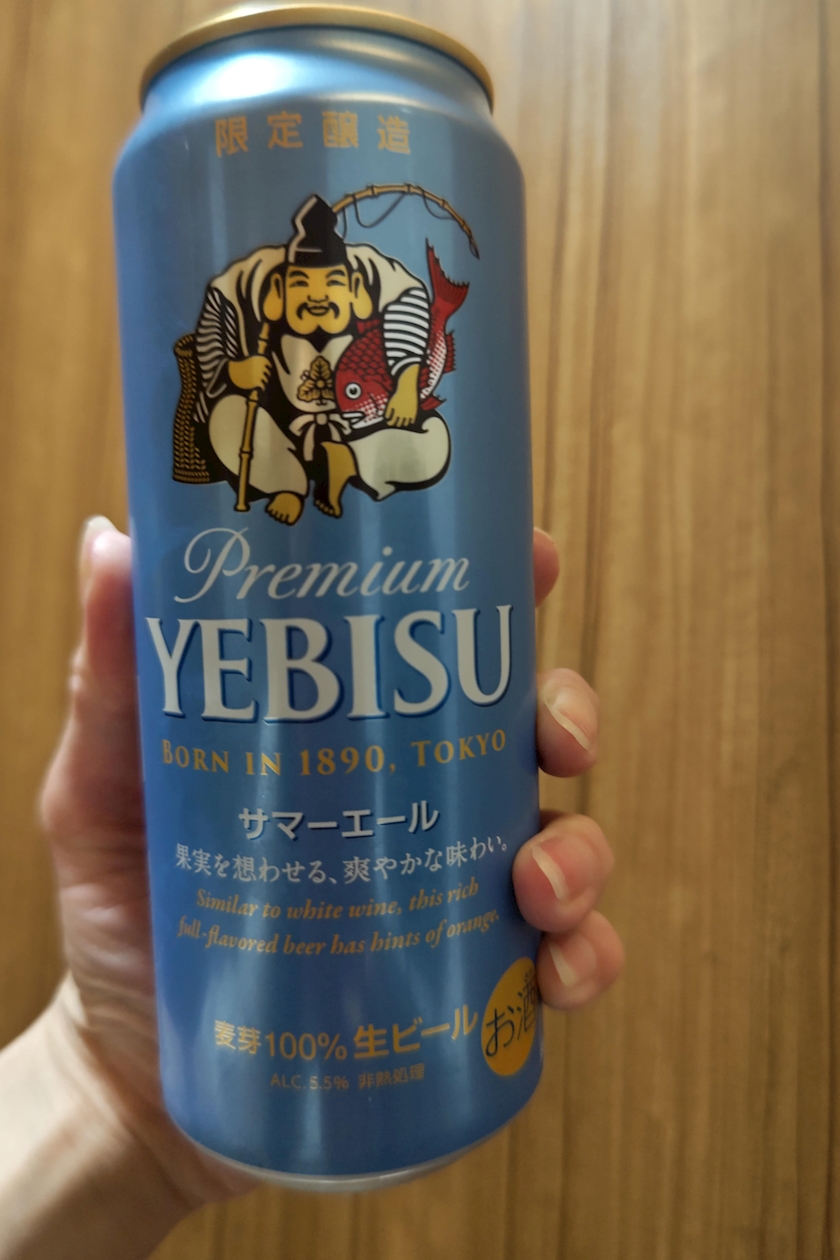 限定醸造
Premium
YEBISU
BORN IN 1890, TOKYO
サマーエール
果実を想わせる、爽やかな味わい。
Similar to white wine, this rich
full-flavored beer has hints of orange.
麦芽100% 生ビール
お酒
ALC. 5.5% 非熱処理